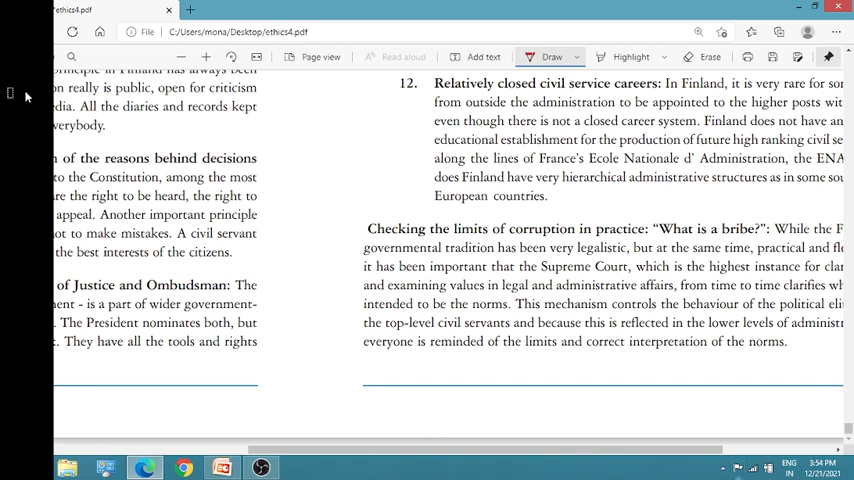 ethics4.pdf
File
C:/Users/mona/Desktop/ethics4.pdf
Page view
Read aloud
Add text
Draw
Highlight
Erase
principle in Finland has always been
on really is public, open for criticism
dia. All the diaries and records kept
verybody.
n of the reasons behind decisions
to the Constitution, among the most
are the right to be heard, the right to
appeal. Another important principle
ot to make mistakes. A civil servant
the best interests of the citizens.
of Justice and Ombudsman: The
ment - is a part of wider government-
. The President nominates both, but
. They have all the tools and rights
12. Relatively closed civil service careers: In Finland, it is very rare for so
from outside the administration to be appointed to the higher posts wit
even though there is not a closed career system. Finland does not have an
educational establishment for the production of future high ranking civil se
along the lines of France's Ecole Nationale d' Administration, the ENA
does Finland have very hierarchical administrative structures as in some sou
European countries.
Checking the limits of corruption in practice: “What is a bribe?”: While the F
governmental tradition has been very legalistic, but at the same time, practical and fle
it has been important that the Supreme Court, which is the highest instance for clar
and examining values in legal and administrative affairs, from time to time clarifies wh
intended to be the norms. This mechanism controls the behaviour of the political eli
the top-level civil servants and because this is reflected in the lower levels of administr
everyone is reminded of the limits and correct interpretation of the norms.
ENG
IN
3:54 PM
12/21/2021